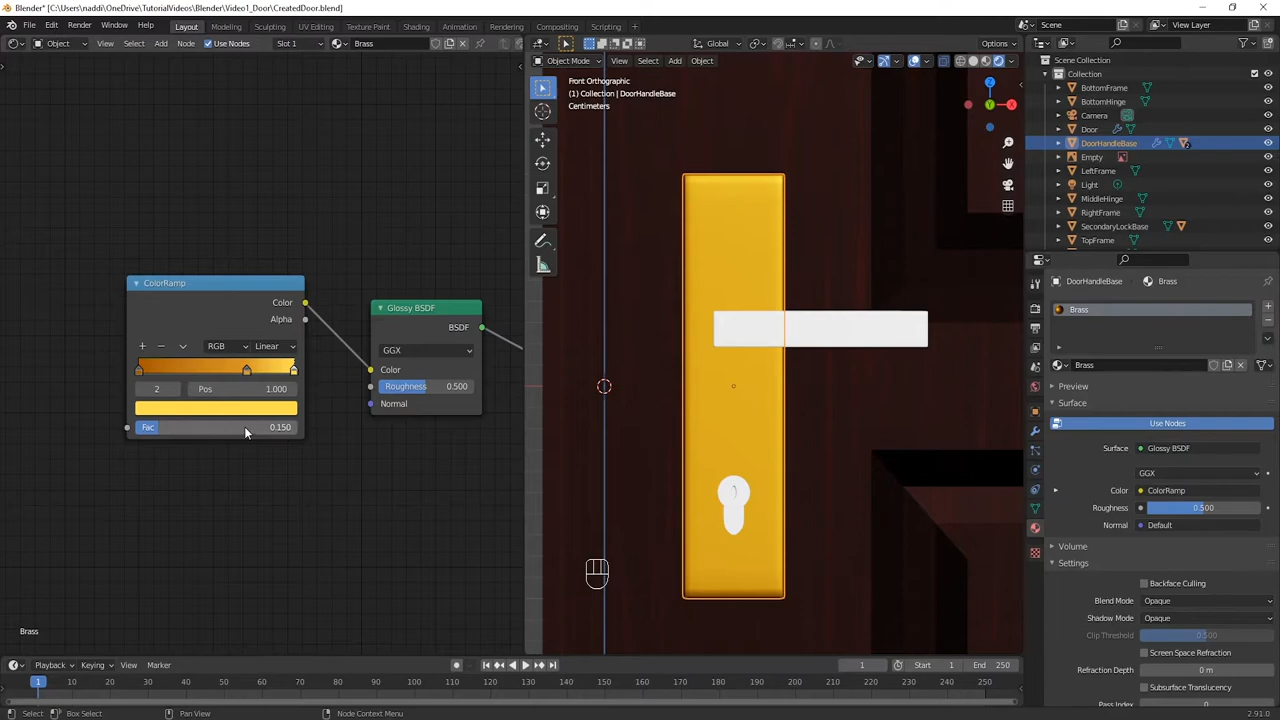 Blender* [C:\Users\naddi\OneDrive\TutorialVideos\Blender\Video1_Door\CreatedDoor.blend]
File Edit Render Window Help Layout Modeling Sculpting UV Editing Texture Paint Shading Animation Rendering Compositing Scripting Scene View Layer
Object View Select Add Node Use Nodes Slot 1 Brass Global Options
Object Mode View Select Add Object
Scene Collection
Collection
BottomFrame
BottomHinge
Camera
Door
DoorHandleBase
Empty
LeftFrame
Light
MiddleHinge
RightFrame
SecondaryLockBase
TopFrame
Front Orthographic
(1) Collection | DoorHandleBase
Centimeters
ColorRamp
Color
Alpha
RGB Linear
2 Pos 1.000
Fac 0.150
Glossy BSDF
BSDF
GGX
Color
Roughness 0.500
Normal
Brass
DoorHandleBase Brass
Brass
Brass
Preview
Surface
Use Nodes
Surface Glossy BSDF
GGX
Color ColorRamp
Roughness 0.500
Normal Default
Volume
Settings
Backface Culling
Blend Mode Opaque
Shadow Mode Opaque
Clip Threshold 0.500
Screen Space Refraction
Refraction Depth 0 m
Subsurface Translucency
Pass Index 0
Playback Keying View Marker 1 Start 1 End 250
1 10 20 30 40 50 60 70 80 90 100 110 120 130 140 150 160 170 180 190 200 210 220 230 240 250
Select Box Select Pan View Node Context Menu 2.91.0